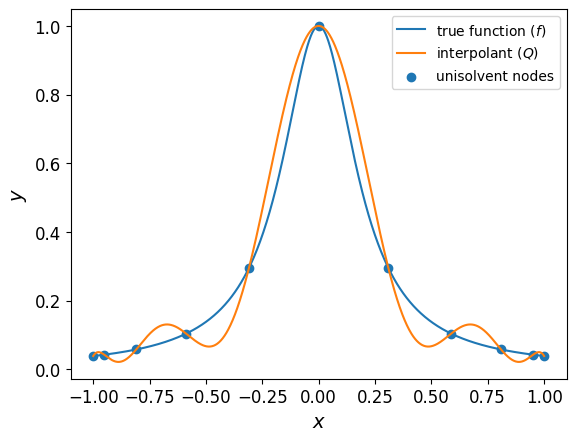 true function (f)
interpolant (Q)
unisolvent nodes
1.0
0.8
0.6
0.4
0.2
0.0
y
−1.00 −0.75 −0.50 −0.25 0.00 0.25 0.50 0.75 1.00
x